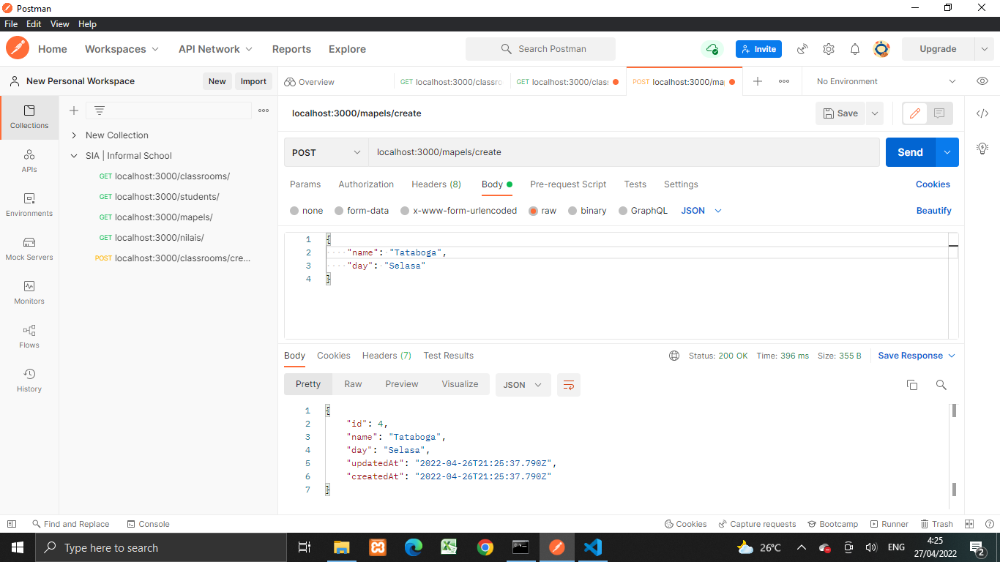 Postman
File Edit View Help
Home Workspaces API Network Reports Explore Search Postman Invite Upgrade
New Personal Workspace New Import Overview GET localhost:3000/classro GET localhost:3000/clas POST localhost:3000/ma No Environment
Collections
APIs
Environments
Mock Servers
Monitors
Flows
History
New Collection
SIA | Informal School
GET localhost:3000/classrooms/
GET localhost:3000/students/
GET localhost:3000/mapels/
GET localhost:3000/nilais/
POST localhost:3000/classrooms/cre...
localhost:3000/mapels/create Save
POST localhost:3000/mapels/create Send
Params Authorization Headers (8) Body Pre-request Script Tests Settings Cookies
none form-data x-www-form-urlencoded raw binary GraphQL JSON Beautify
1 {
2 "name": "Tataboga",
3 "day": "Selasa"
4 }
Body Cookies Headers (7) Test Results Status: 200 OK Time: 396 ms Size: 355 B Save Response
Pretty Raw Preview Visualize JSON
1 {
2 "id": 4,
3 "name": "Tataboga",
4 "day": "Selasa",
5 "updatedAt": "2022-04-26T21:25:37.790Z",
6 "createdAt": "2022-04-26T21:25:37.790Z"
7 }
Find and Replace Console Cookies Capture requests Bootcamp Runner Trash
Type here to search 26°C ENG 4:25
27/04/2022 2